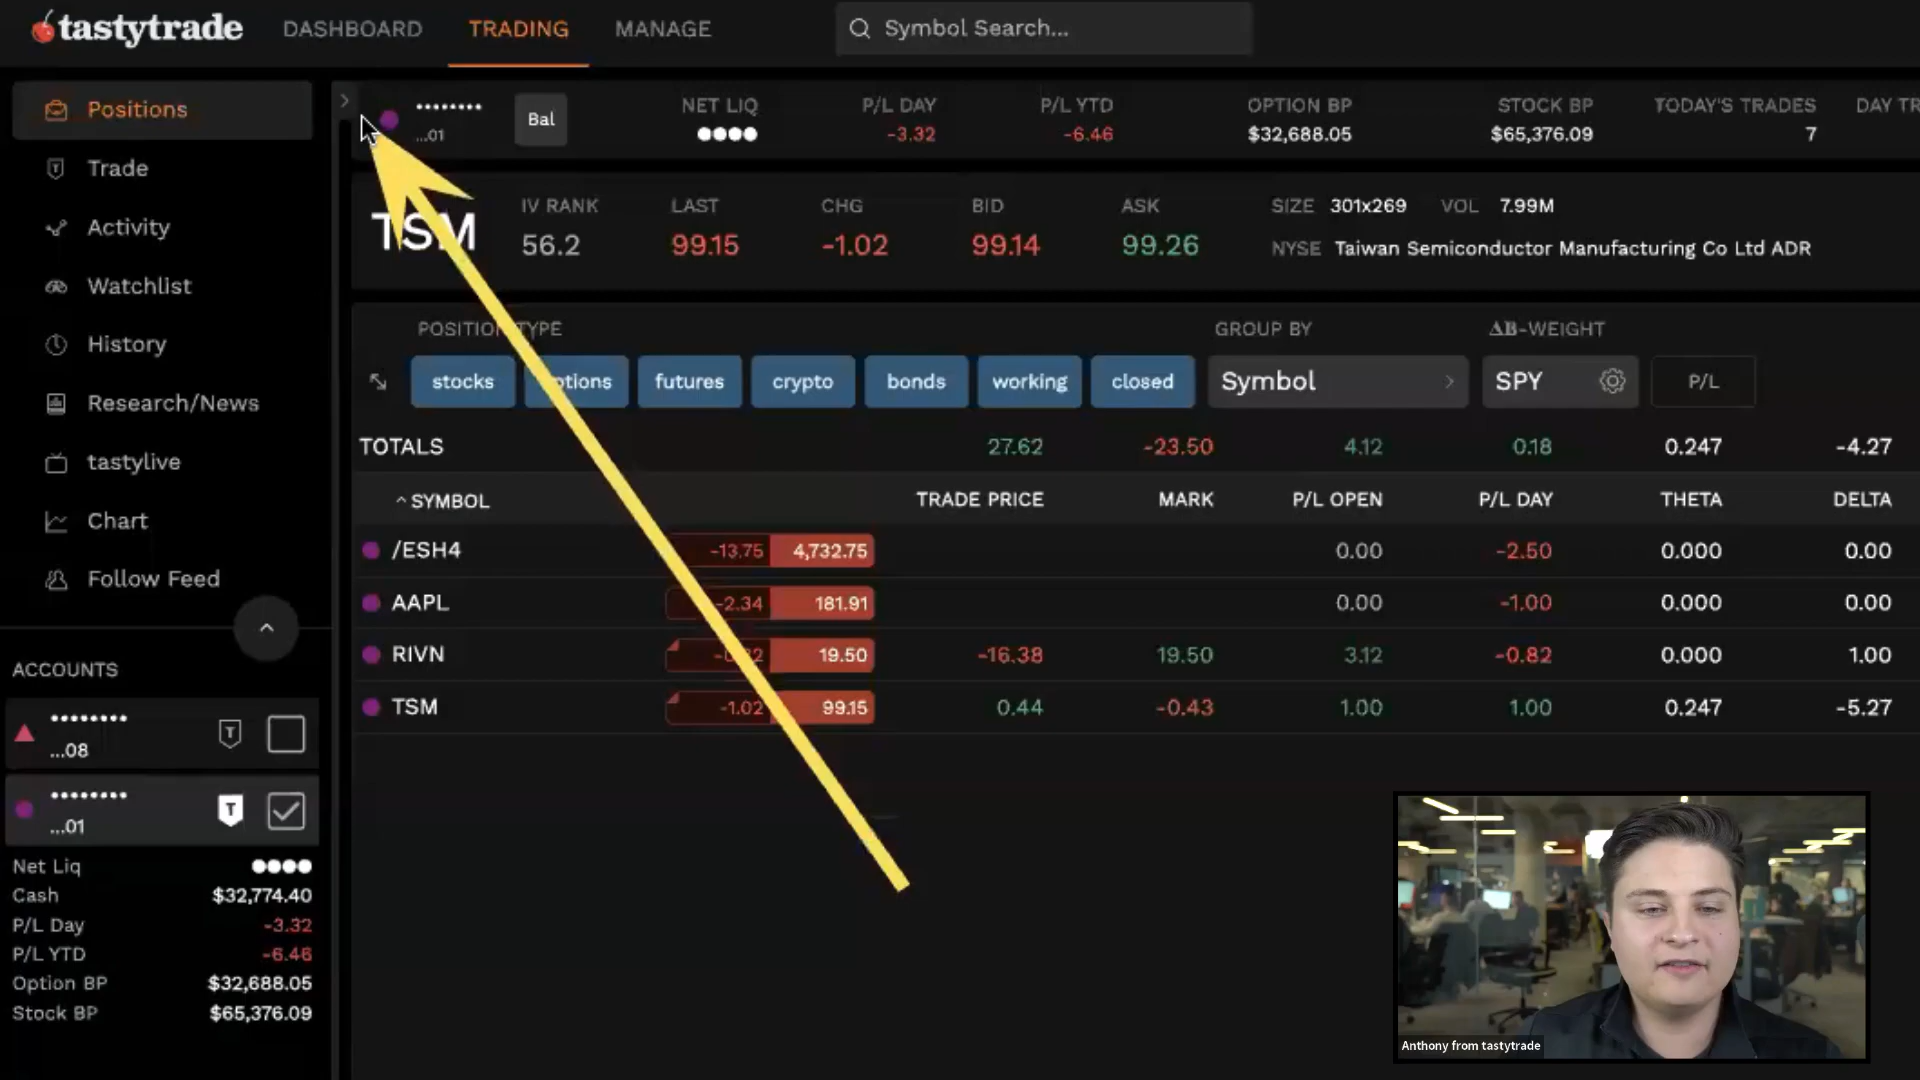 tastytrade DASHBOARD TRADING MANAGE Symbol Search...
Positions
Trade
Activity
Watchlist
History
Research/News
tastylive
Chart
Follow Feed
ACCOUNTS
...08
T
...01
T
Net Liq
Cash $32,774.40
P/L Day -3.32
P/L YTD -6.46
Option BP $32,688.05
Stock BP $65,376.09
...01
Bal
NET LIQ P/L DAY P/L YTD OPTION BP STOCK BP TODAY'S TRADES DAY TR
-3.32 -6.46 $32,688.05 $65,376.09 7
TSM
IV RANK LAST CHG BID ASK SIZE 301x269 VOL 7.99M
56.2 99.15 -1.02 99.14 99.26 NYSE Taiwan Semiconductor Manufacturing Co Ltd ADR
POSITION TYPE GROUP BY ΔB-WEIGHT
stocks options futures crypto bonds working closed Symbol SPY P/L
TOTALS 27.62 -23.50 4.12 0.18 0.247 -4.27
SYMBOL TRADE PRICE MARK P/L OPEN P/L DAY THETA DELTA
/ESH4 -13.75 4,732.75 0.00 -2.50 0.000 0.00
AAPL -2.34 181.91 0.00 -1.00 0.000 0.00
RIVN 19.50 -16.38 19.50 3.12 -0.82 0.000 1.00
TSM -1.02 99.15 0.44 -0.43 1.00 1.00 0.247 -5.27
Anthony from tastytrade